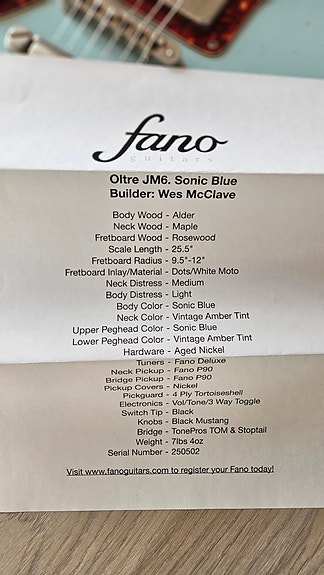 fano
guitars
Oltre JM6. Sonic Blue
Builder: Wes McClave
Body Wood - Alder
Neck Wood - Maple
Fretboard Wood - Rosewood
Scale Length - 25.5"
Fretboard Radius - 9.5"-12"
Fretboard Inlay/Material - Dots/White Moto
Neck Distress - Medium
Body Distress - Light
Body Color - Sonic Blue
Neck Color - Vintage Amber Tint
Upper Peghead Color - Sonic Blue
Lower Peghead Color - Vintage Amber Tint
Hardware - Aged Nickel
Tuners - Fano Deluxe
Neck Pickup - Fano P90
Bridge Pickup - Fano P90
Pickup Covers - Nickel
Pickguard - 4 Ply Tortoiseshell
Electronics - Vol/Tone/3 Way Toggle
Switch Tip - Black
Knobs - Black Mustang
Bridge - TonePros TOM & Stoptail
Weight - 7lbs 4oz
Serial Number - 250502
Visit www.fanoguitars.com to register your Fano today!